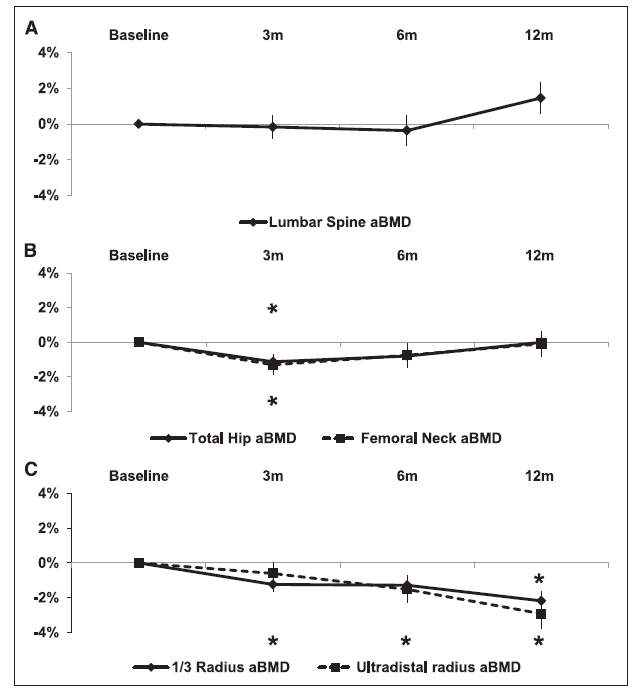 A
Baseline 3m 6m 12m
4%
2%
0%
-2%
-4%
Lumbar Spine aBMD
B
Baseline 3m 6m 12m
4%
*
2%
0%
-2%
*
-4%
Total Hip aBMD Femoral Neck aBMD
C
Baseline 3m 6m 12m
4%
2%
0%
*
-2%
-4%
* * *
1/3 Radius aBMD Ultradistal radius aBMD